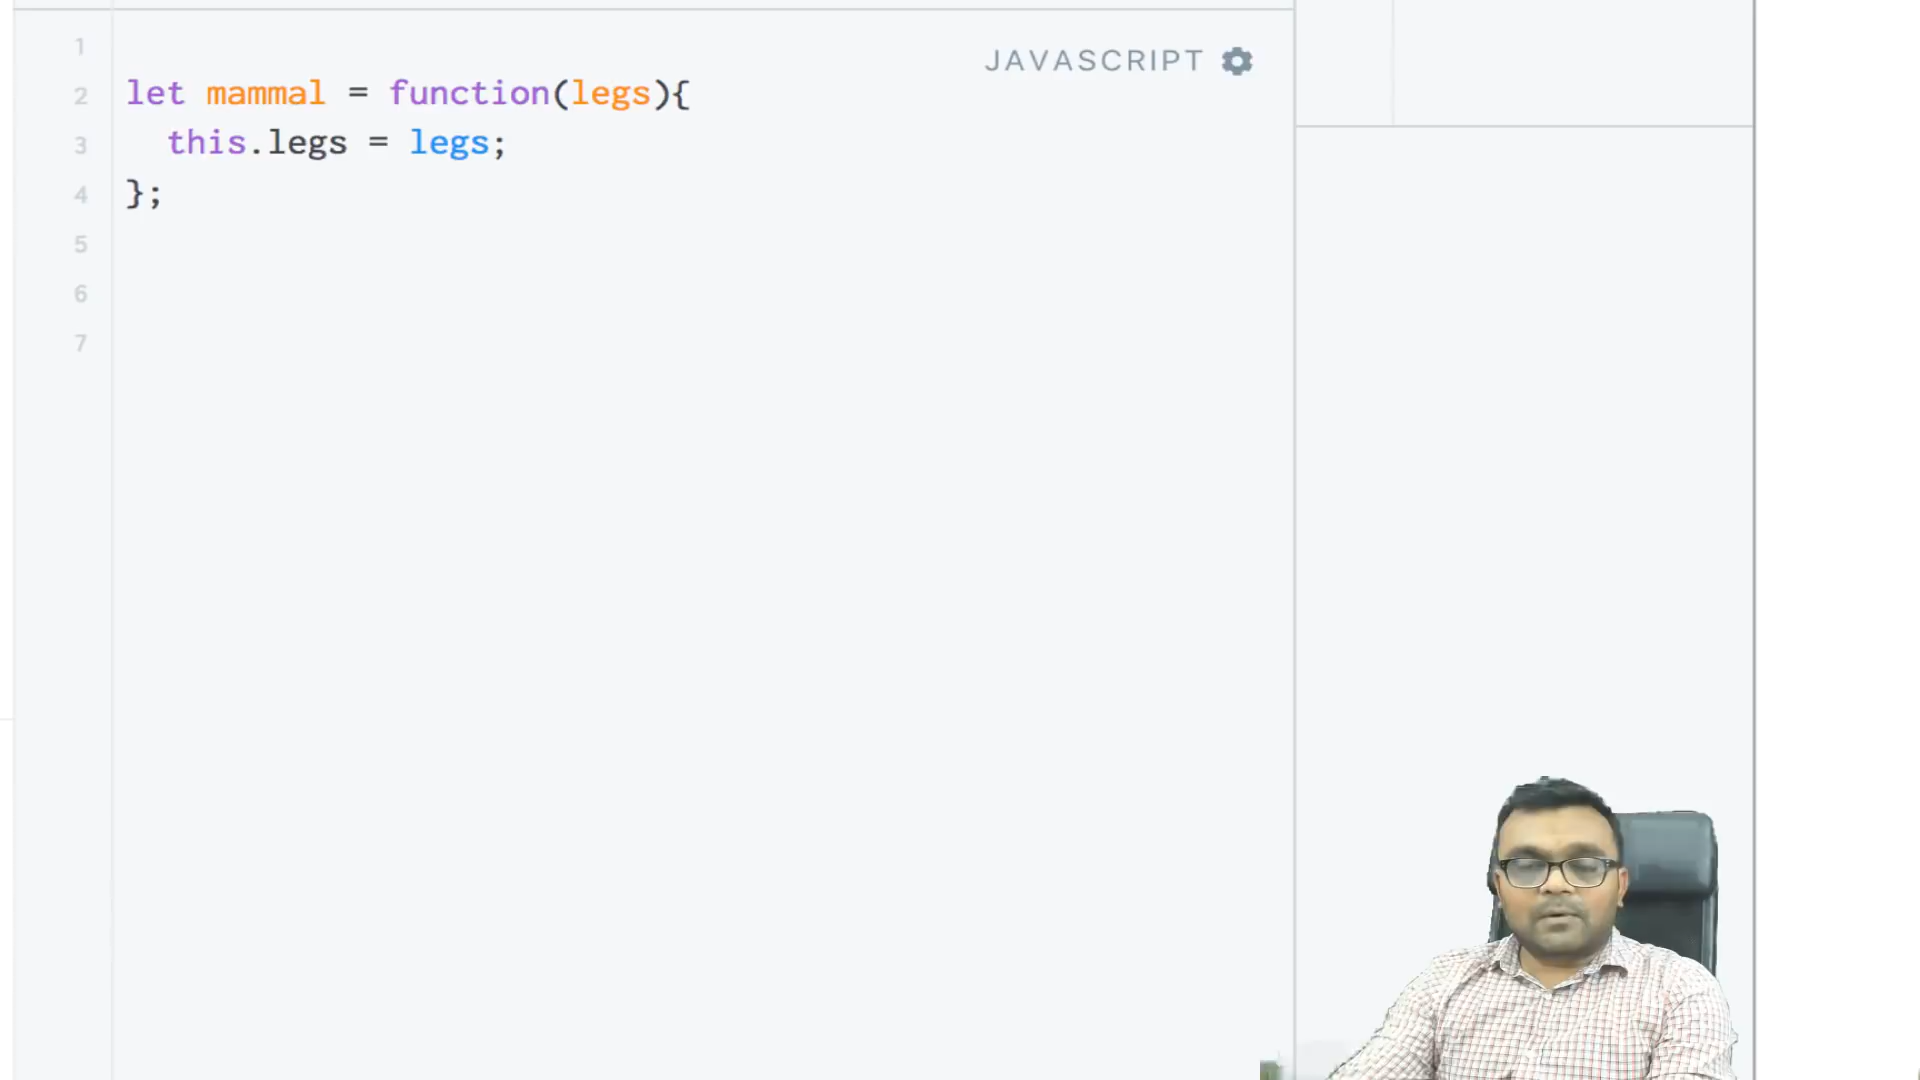 JAVASCRIPT
1
2 let mammal = function(legs){
3   this.legs = legs;
4 };
5
6
7